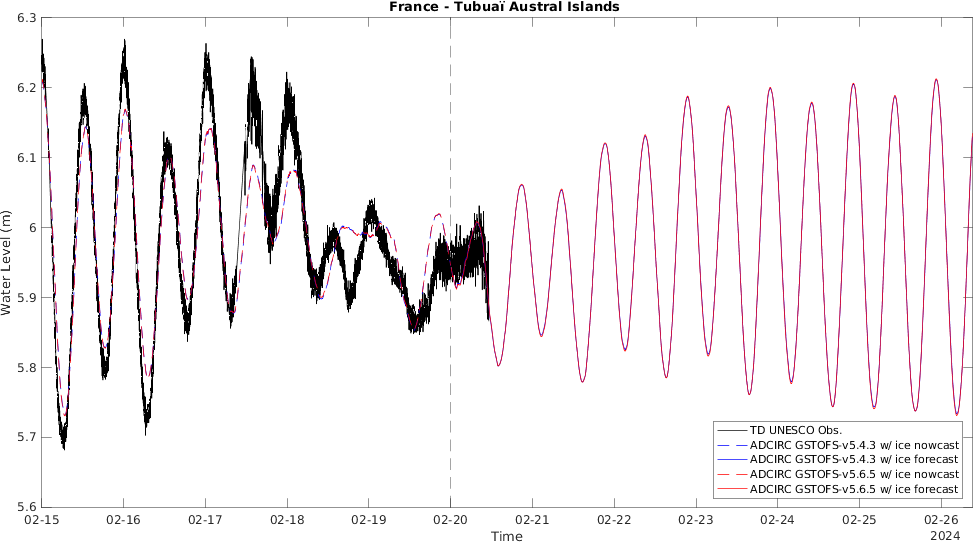 France - Tubuaï Austral Islands
6.3
6.2
6.1
6
5.9
5.8
5.7
5.6
Water Level (m)
02-15 02-16 02-17 02-18 02-19 02-20 02-21 02-22 02-23 02-24 02-25 02-26
2024
Time
TD UNESCO Obs.
ADCIRC GSTOFS-v5.4.3 w/ ice nowcast
ADCIRC GSTOFS-v5.4.3 w/ ice forecast
ADCIRC GSTOFS-v5.6.5 w/ ice nowcast
ADCIRC GSTOFS-v5.6.5 w/ ice forecast